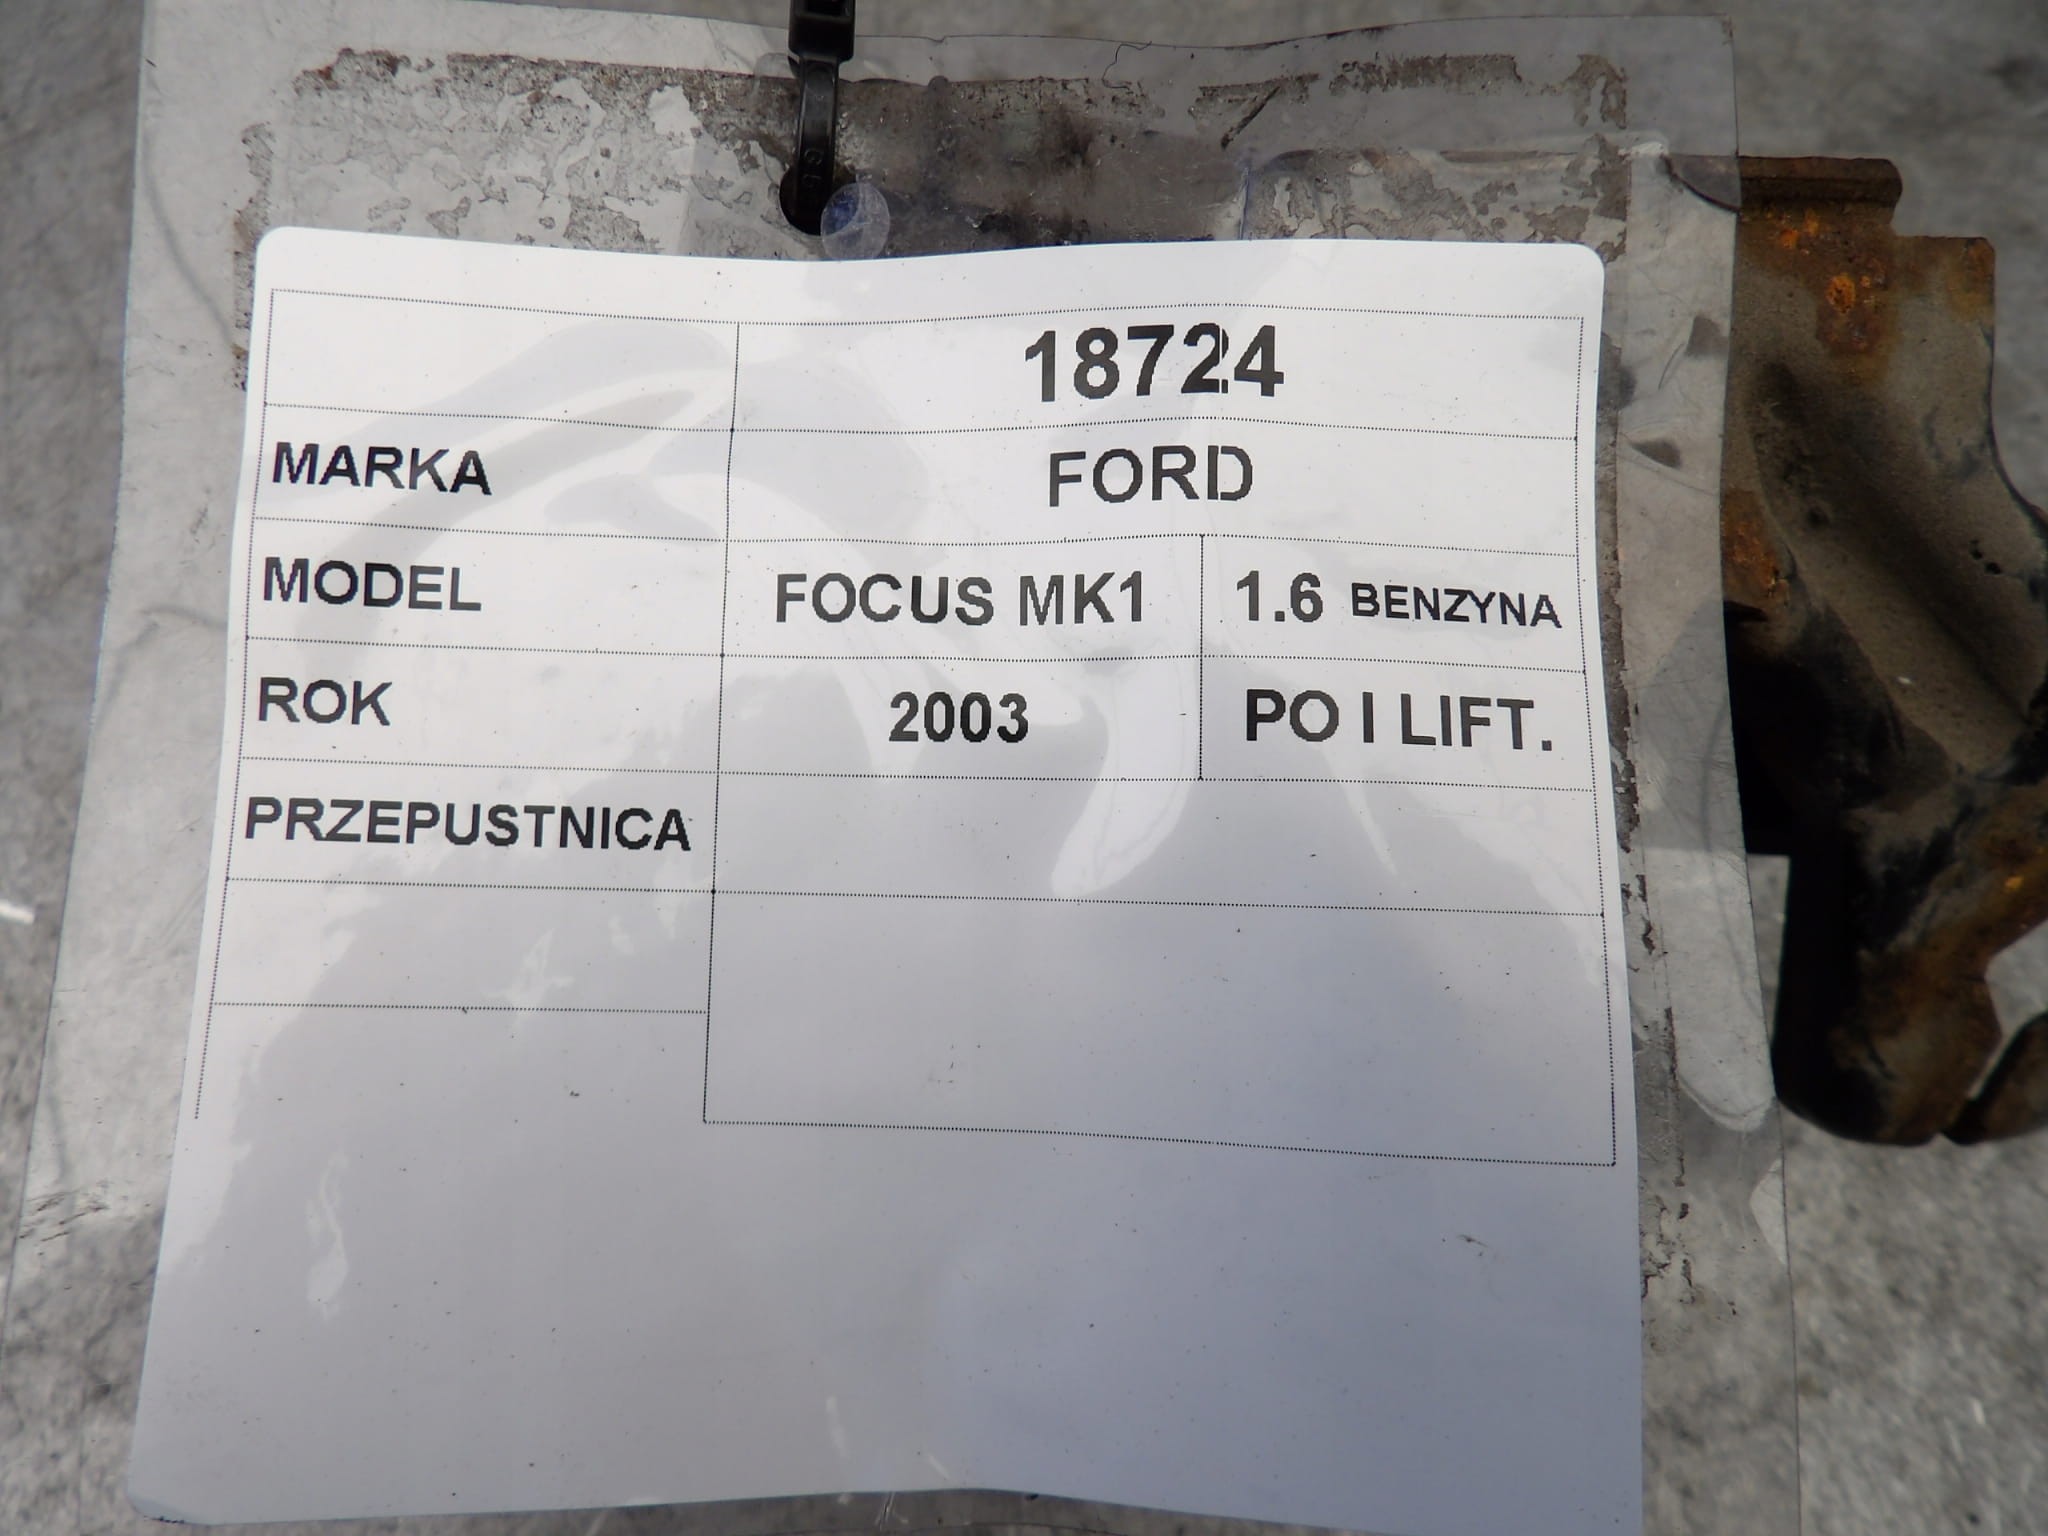 18724
MARKA FORD
MODEL FOCUS MK1 1.6 BENZYNA
ROK 2003 PO I LIFT.
PRZEPUSTNICA